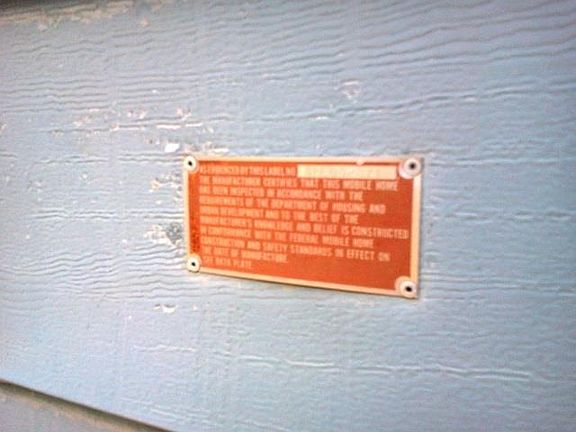 AS EVIDENCED BY THIS LABEL NO.
THE MANUFACTURER CERTIFIES THAT THIS MOBILE HOME
HAS BEEN INSPECTED IN ACCORDANCE WITH THE
REQUIREMENTS OF THE DEPARTMENT OF HOUSING AND
URBAN DEVELOPMENT AND TO THE BEST OF THE
MANUFACTURER'S KNOWLEDGE AND BELIEF IS CONSTRUCTED
IN CONFORMANCE WITH THE FEDERAL MOBILE HOME
CONSTRUCTION AND SAFETY STANDARDS IN EFFECT ON
THE DATE OF MANUFACTURE.
SEE DATA PLATE